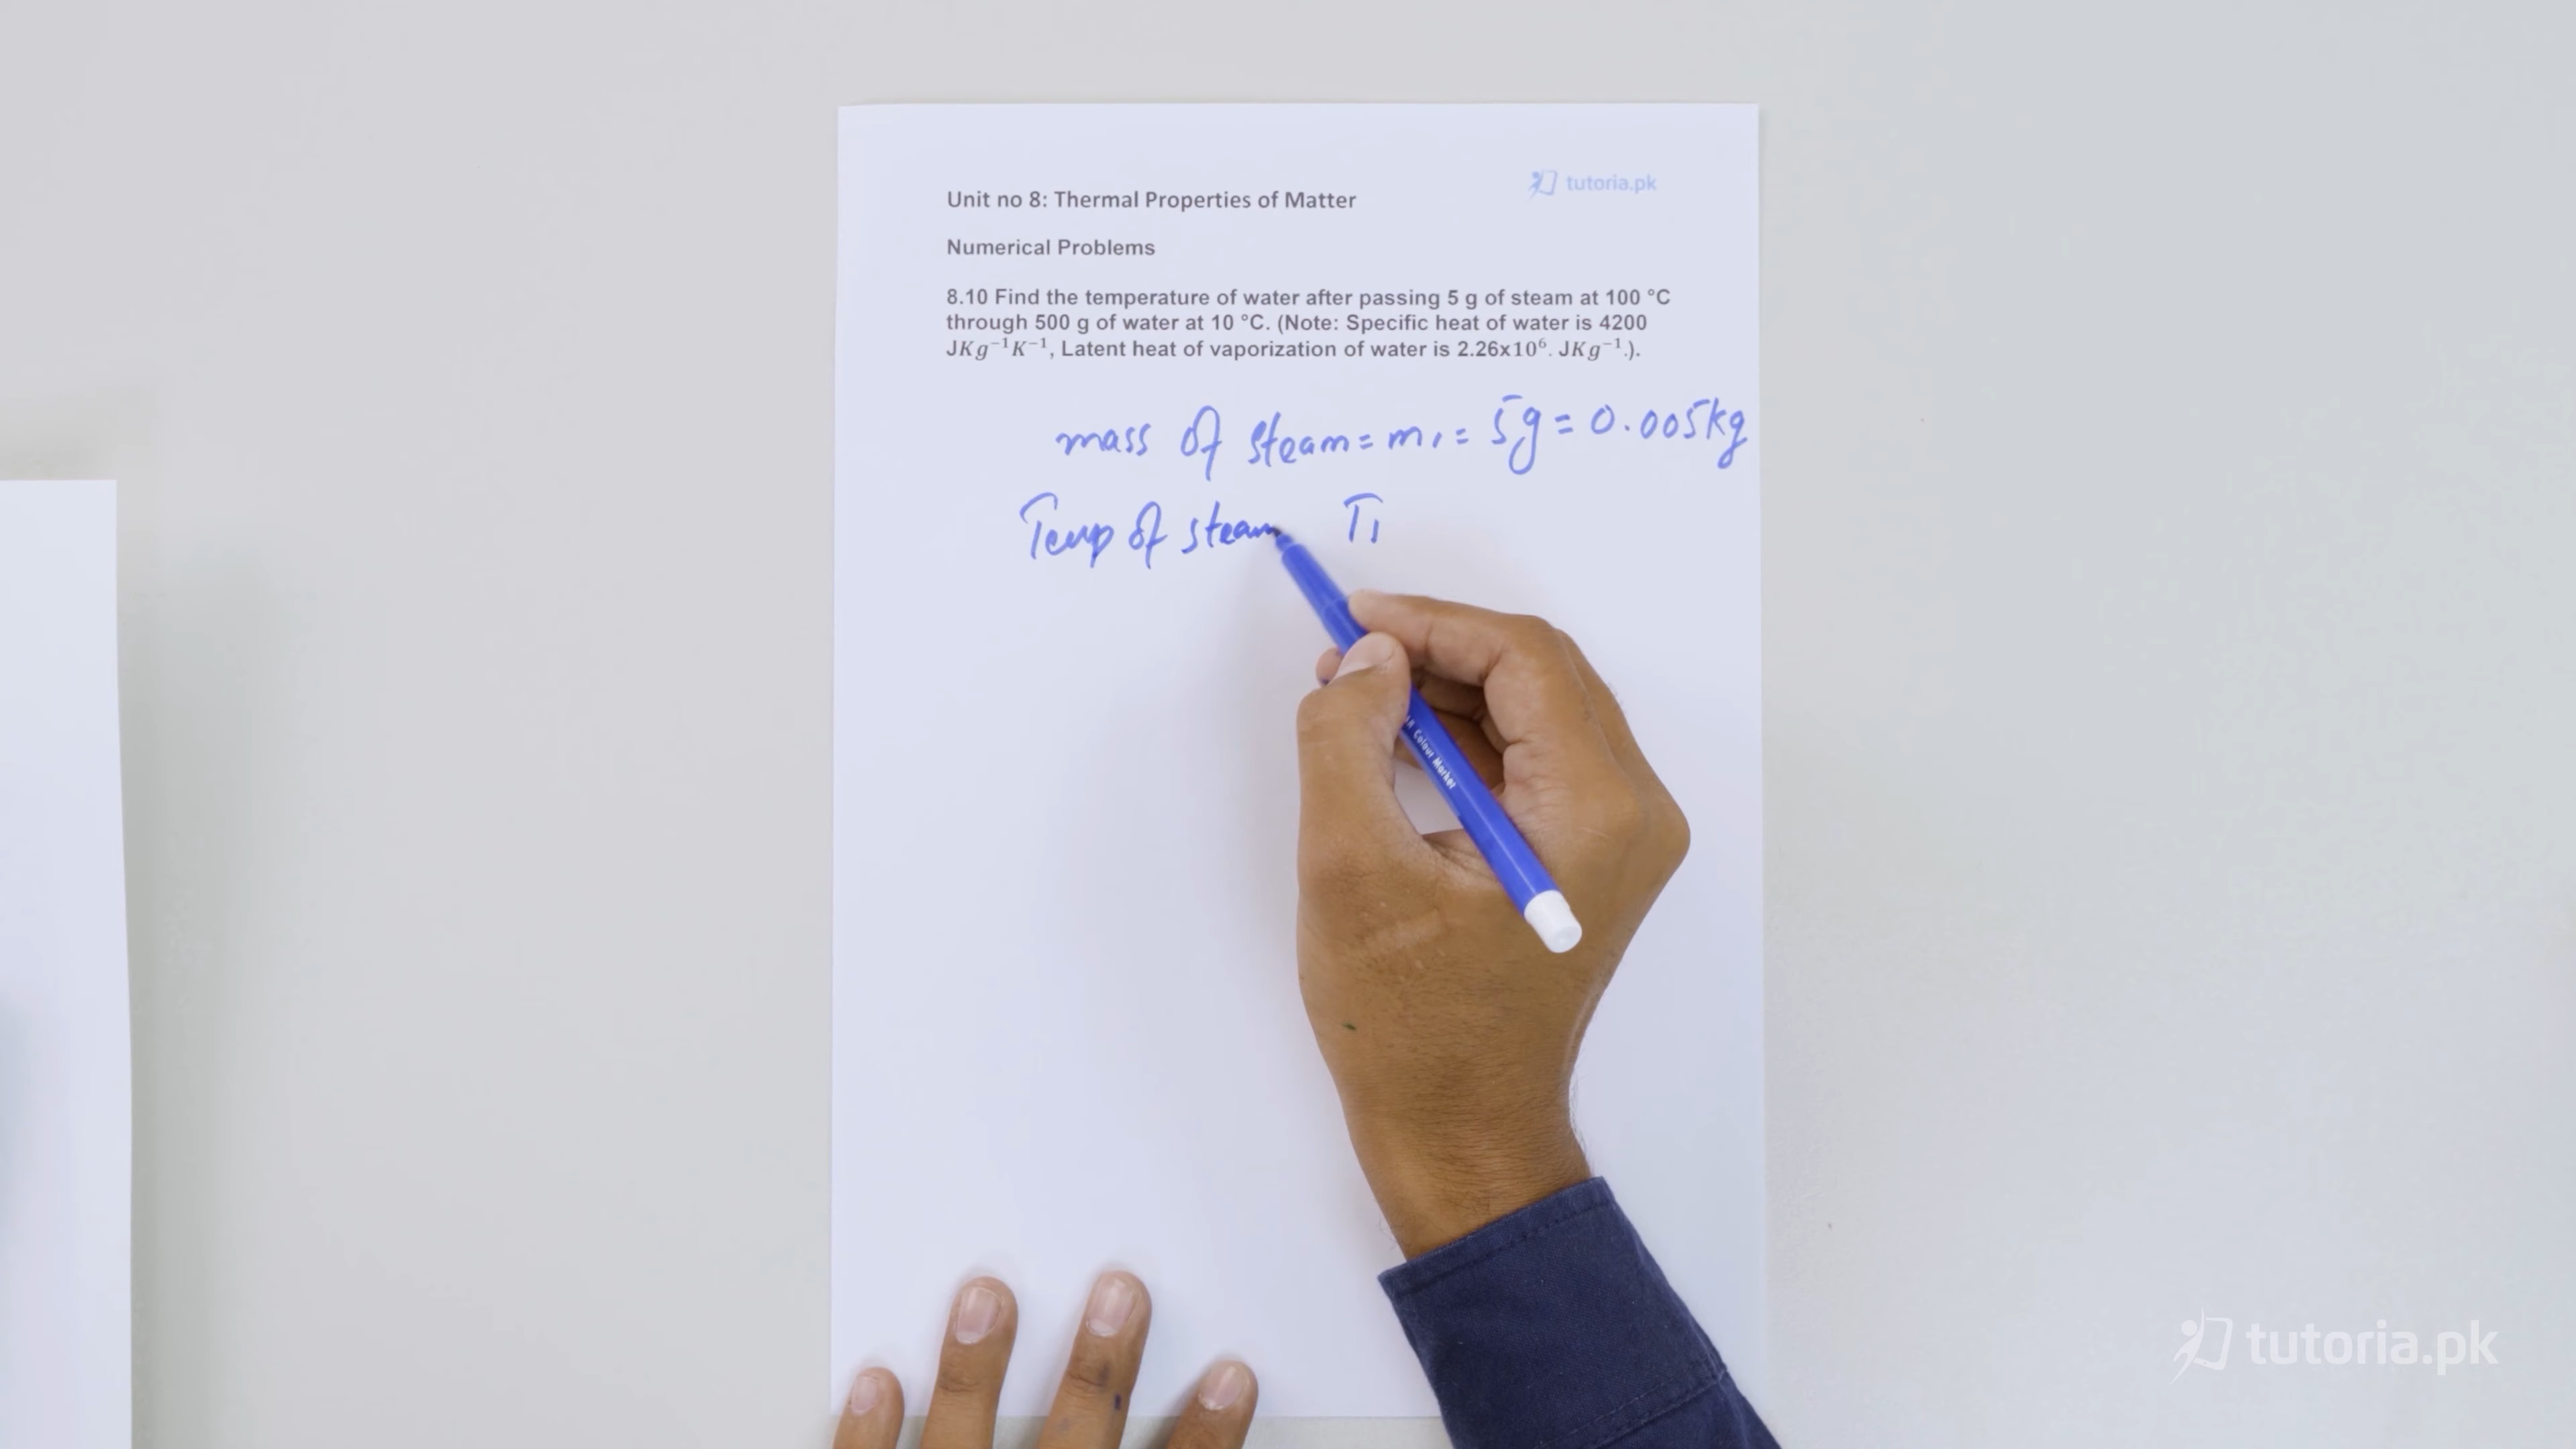 tutoria.pk
Unit no 8: Thermal Properties of Matter
Numerical Problems
8.10 Find the temperature of water after passing 5 g of steam at 100 °C
through 500 g of water at 10 °C. (Note: Specific heat of water is 4200
JKg⁻¹K⁻¹, Latent heat of vaporization of water is 2.26x10⁶. JKg⁻¹.).
mass of steam = m₁ = 5g = 0.005kg
Temp of steam T₁
Colour Marker
tutoria.pk